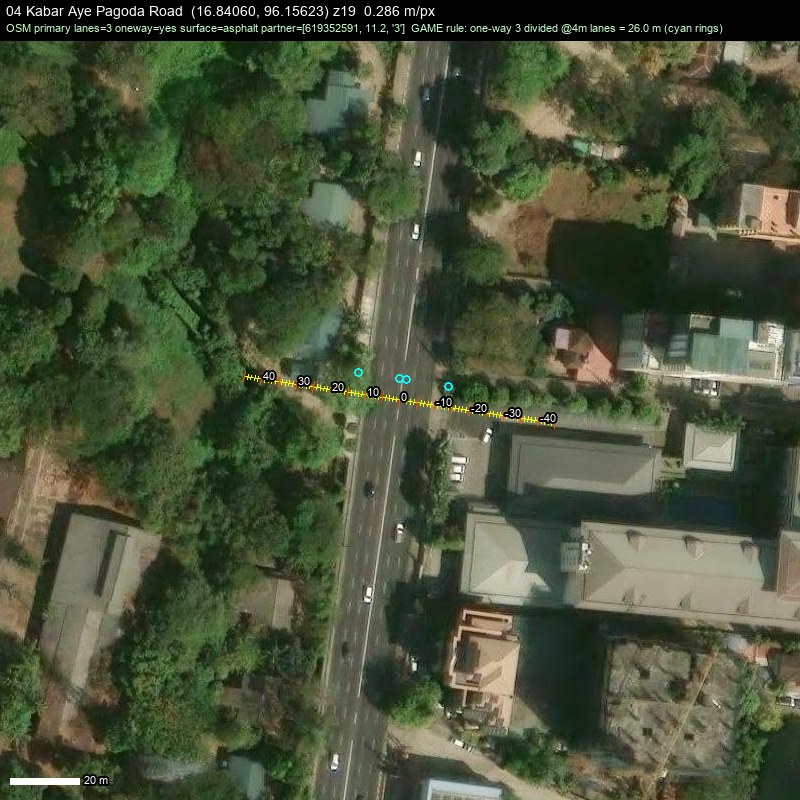 04 Kabar Aye Pagoda Road  (16.84060, 96.15623) z19  0.286 m/px
OSM primary lanes=3 oneway=yes surface=asphalt partner=[619352591, 11.2, '3']  GAME rule: one-way 3 divided @4m lanes = 26.0 m (cyan rings)
40 30 20 10 0 -10 -20 -30 -40
20 m